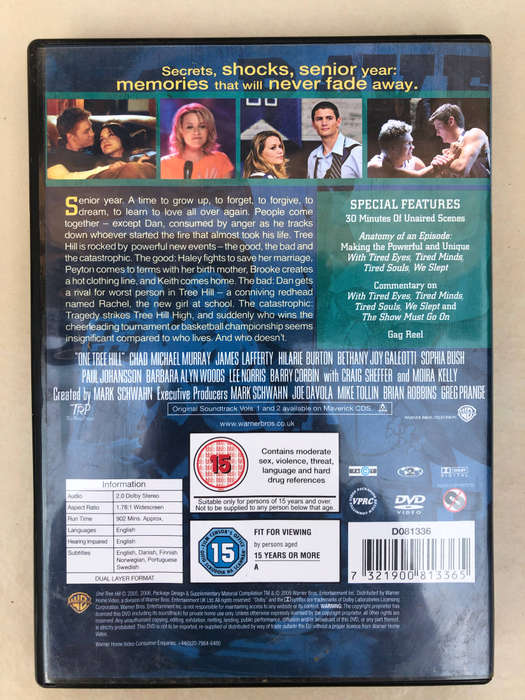 Secrets, shocks, senior year:
memories that will never fade away.
Senior year. A time to grow up, to forget, to forgive, to
dream, to learn to love all over again. People come
together – except Dan, consumed by anger as he tracks
down whoever started the fire that almost took his life. Tree
Hill is rocked by powerful new events – the good, the bad and
the catastrophic. The good: Haley fights to save her marriage,
Peyton comes to terms with her birth mother, Brooke creates
a hot clothing line, and Keith comes home. The bad: Dan gets
a rival for worst person in Tree Hill – a conniving redhead
named Rachel, the new girl at school. The catastrophic:
Tragedy strikes Tree Hill High, and suddenly who wins the
cheerleading tournament or basketball championship seems
insignificant compared to who lives. And who doesn't.
SPECIAL FEATURES
30 Minutes Of Unaired Scenes
Anatomy of an Episode:
Making the Powerful and Unique
With Tired Eyes, Tired Minds,
Tired Souls, We Slept
Commentary on
With Tired Eyes, Tired Minds,
Tired Souls, We Slept and
The Show Must Go On
Gag Reel
"ONE TREE HILL" CHAD MICHAEL MURRAY JAMES LAFFERTY HILARIE BURTON BETHANY JOY GALEOTTI SOPHIA BUSH
PAUL JOHANSSON BARBARA ALYN WOODS LEE NORRIS BARRY CORBIN with CRAIG SHEFFER and MOIRA KELLY
Created by MARK SCHWAHN Executive Producers MARK SCHWAHN JOE DAVOLA MIKE TOLLIN BRIAN ROBBINS GREG PRANGE
TRP
Original Soundtrack Vols. 1 and 2 available on Maverick CDS.
www.warnerbros.co.uk
15
Contains moderate
sex, violence, threat,
language and hard
drug references
Suitable only for persons of 15 years and over.
Not to be supplied to any person below that age.
Information
Audio 2.0 Dolby Stereo
Aspect Ratio 1.78:1 Widescreen
Run Time 902 Mins. Approx.
Languages English
Hearing Impaired English
Subtitles English, Danish, Finnish
Norwegian, Portuguese
Swedish
DUAL LAYER FORMAT
15
FIT FOR VIEWING
by persons aged
15 YEARS OR MORE
A
2
DOLBY
DIGITAL
VPRC
DVD
VIDEO
D081336
7 321900 813365